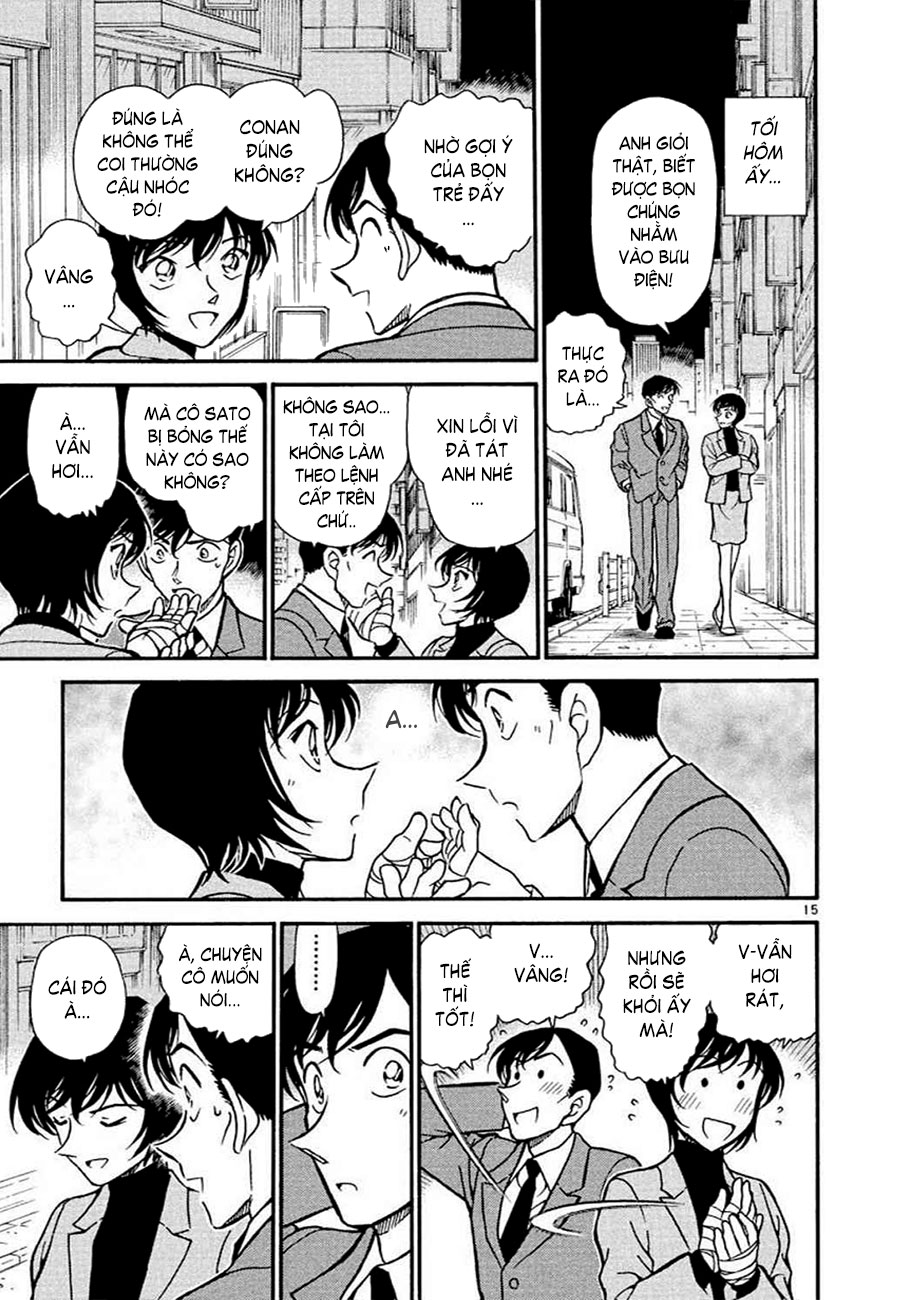 TỐI
HÔM
ẤY...
ANH GIỎI
THẬT, BIẾT
ĐƯỢC BỌN
CHÚNG
NHẰM
VÀO BƯU
ĐIỆN!
THỰC
RA ĐÓ
LÀ...
NHỜ GỢI Ý
CỦA BỌN
TRẺ ĐẤY
...
CONAN
ĐÚNG
KHÔNG?
ĐÚNG LÀ
KHÔNG THỂ
COI THƯỜNG
CẬU NHÓC
ĐÓ!
VÂNG
...
XIN LỖI VÌ
ĐÃ TÁT
ANH NHÉ
...
KHÔNG SAO...
TẠI TÔI
KHÔNG LÀM
THEO LỆNH
CẤP TRÊN
CHỨ..
MÀ CÔ SATO
BỊ BỎNG THẾ
NÀY CÓ SAO
KHÔNG?
À...
VẪN
HƠI...
A...
15
V-VẪN
HƠI
RÁT,
NHƯNG
RỒI SẼ
KHỎI ẤY
MÀ!
V...
VÂNG!
THẾ
THÌ
TỐT!
.........
À, CHUYỆN
CÔ MUỐN
NÓI...
CÁI ĐÓ
À...